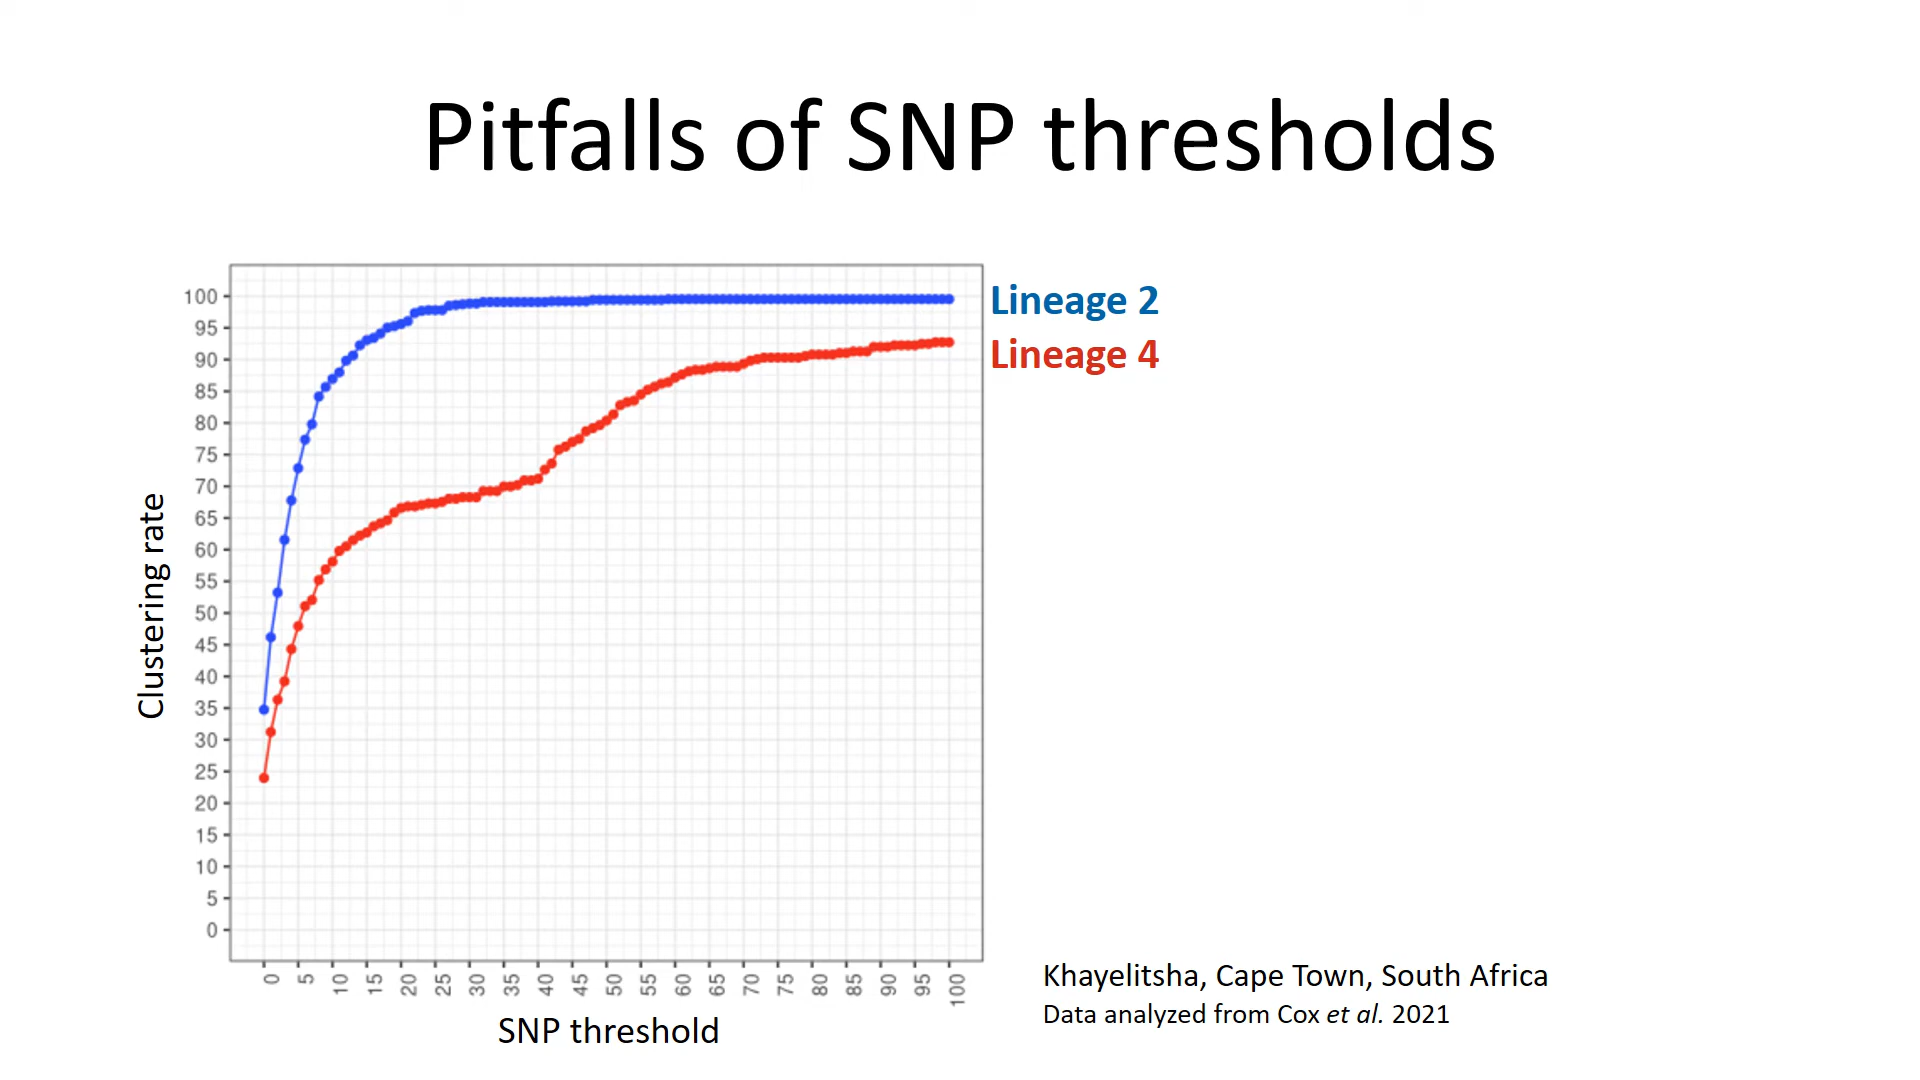 Pitfalls of SNP thresholds
Clustering rate
100
95
90
85
80
75
70
65
60
55
50
45
40
35
30
25
20
15
10
5
0
0 5 10 15 20 25 30 35 40 45 50 55 60 65 70 75 80 85 90 95 100
SNP threshold
Lineage 2
Lineage 4
Khayelitsha, Cape Town, South Africa
Data analyzed from Cox et al. 2021